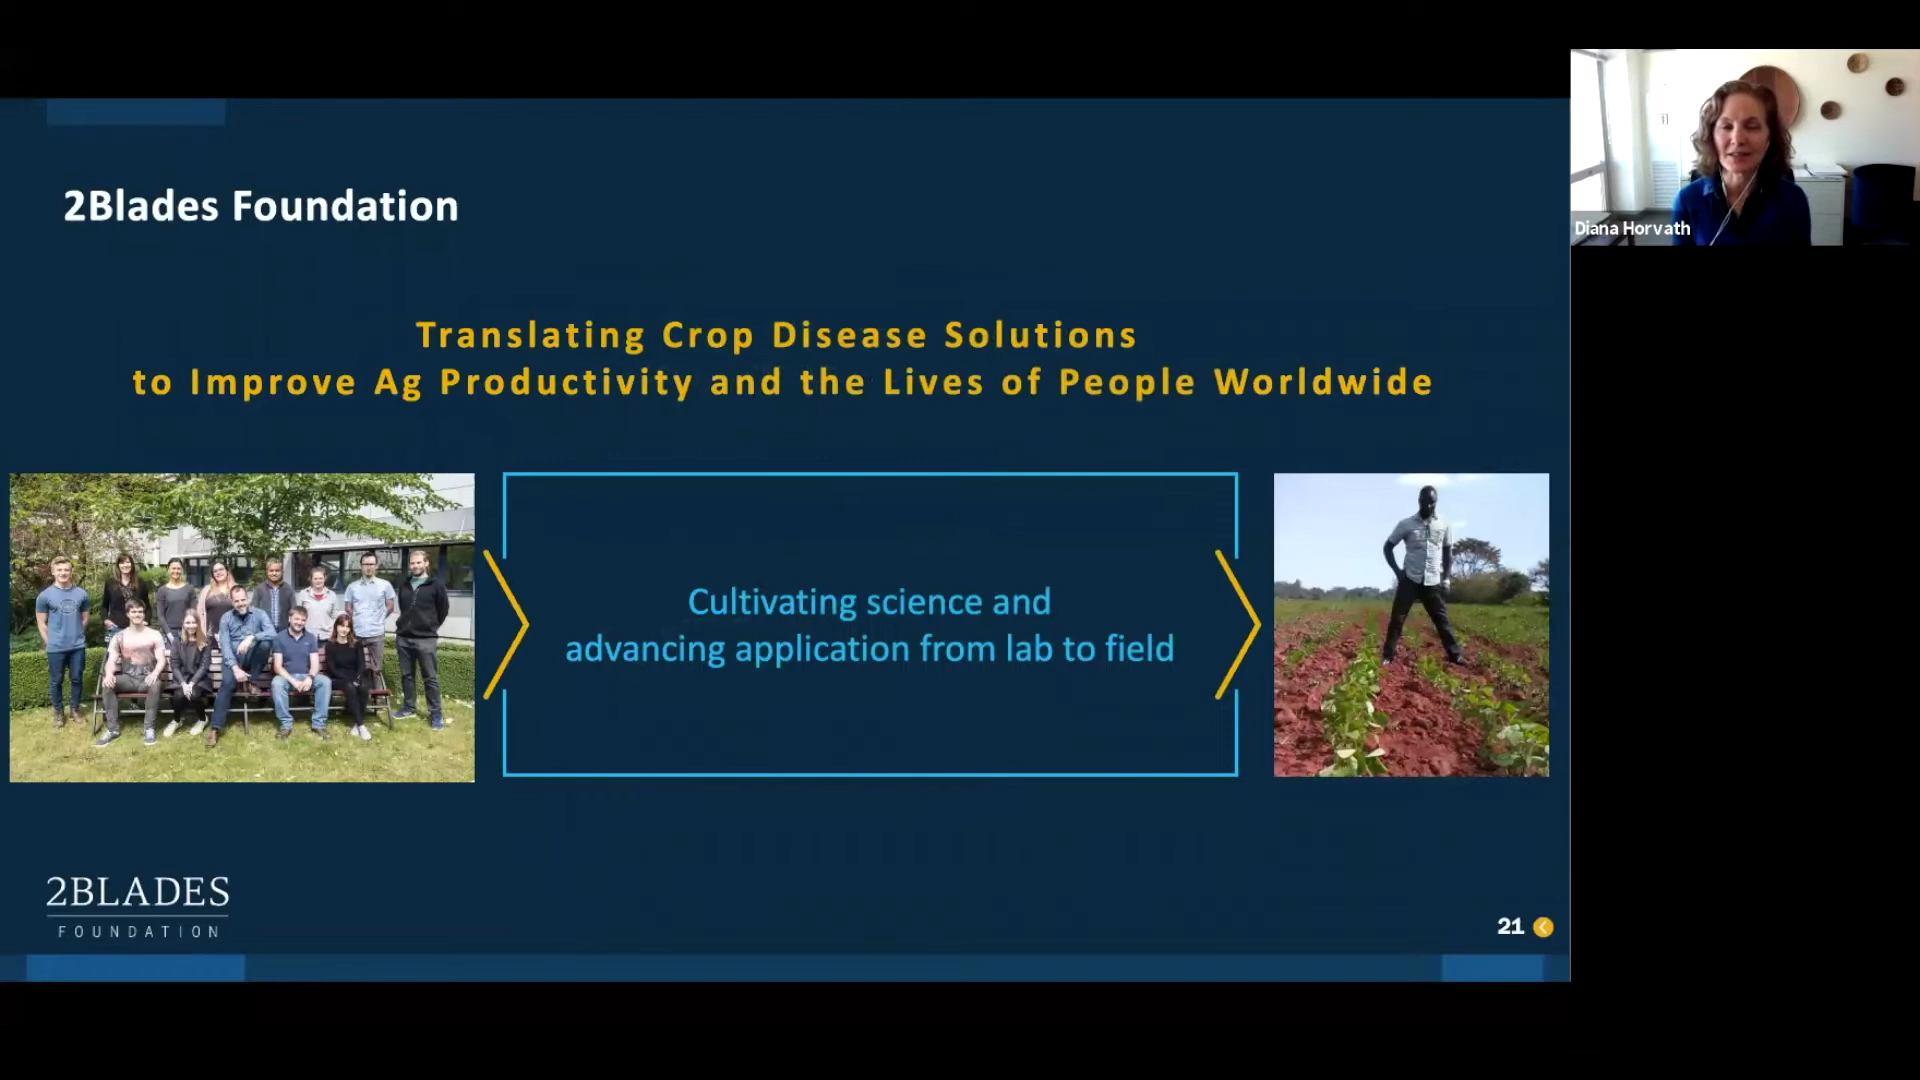 2Blades Foundation
Translating Crop Disease Solutions
to Improve Ag Productivity and the Lives of People Worldwide
Cultivating science and
advancing application from lab to field
2BLADES
FOUNDATION
21
Diana Horvath